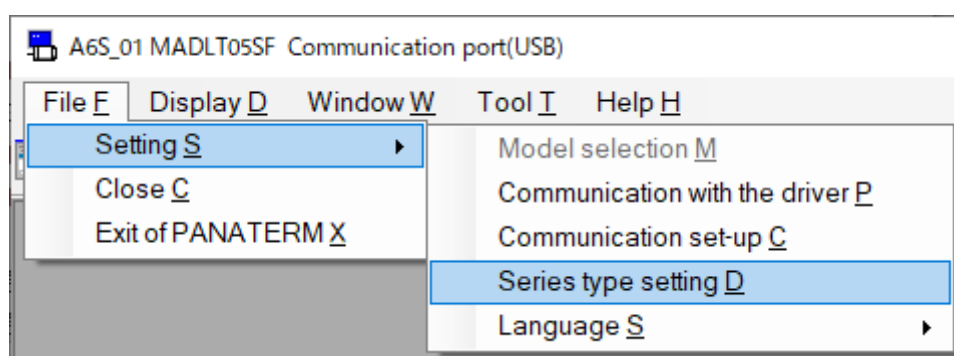 A6S_01 MADLT05SF Communication port(USB)
File F Display D Window W Tool T Help H
Setting S
Close C
Exit of PANATERM X
Model selection M
Communication with the driver P
Communication set-up C
Series type setting D
Language S